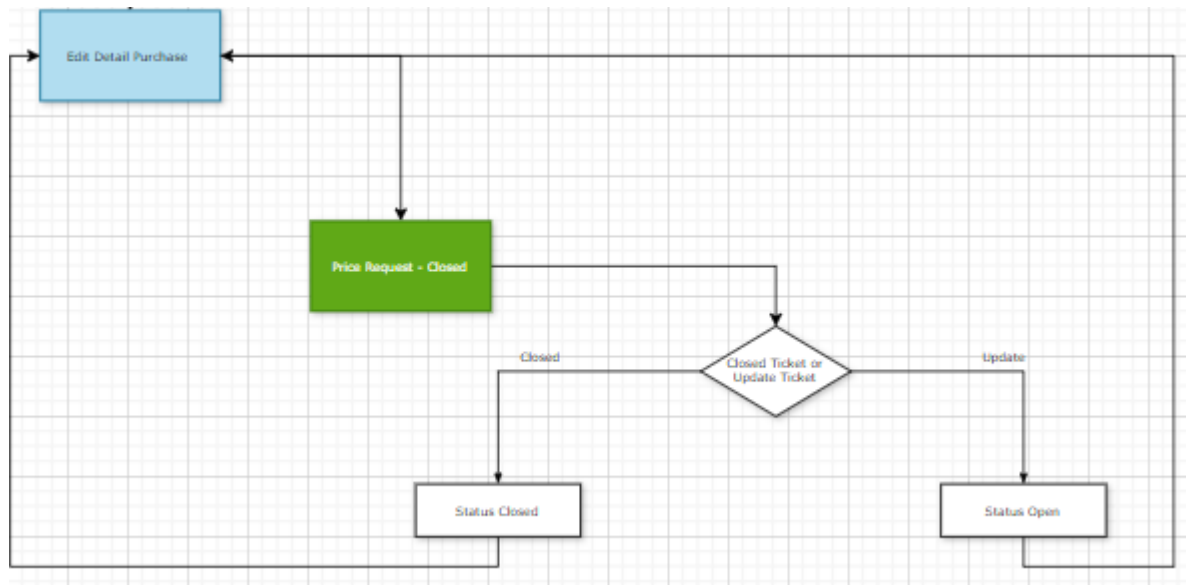 Edit Detail Purchase
Price Request - Closed
Closed
Closed Ticket or
Update Ticket
Update
Status Closed
Status Open